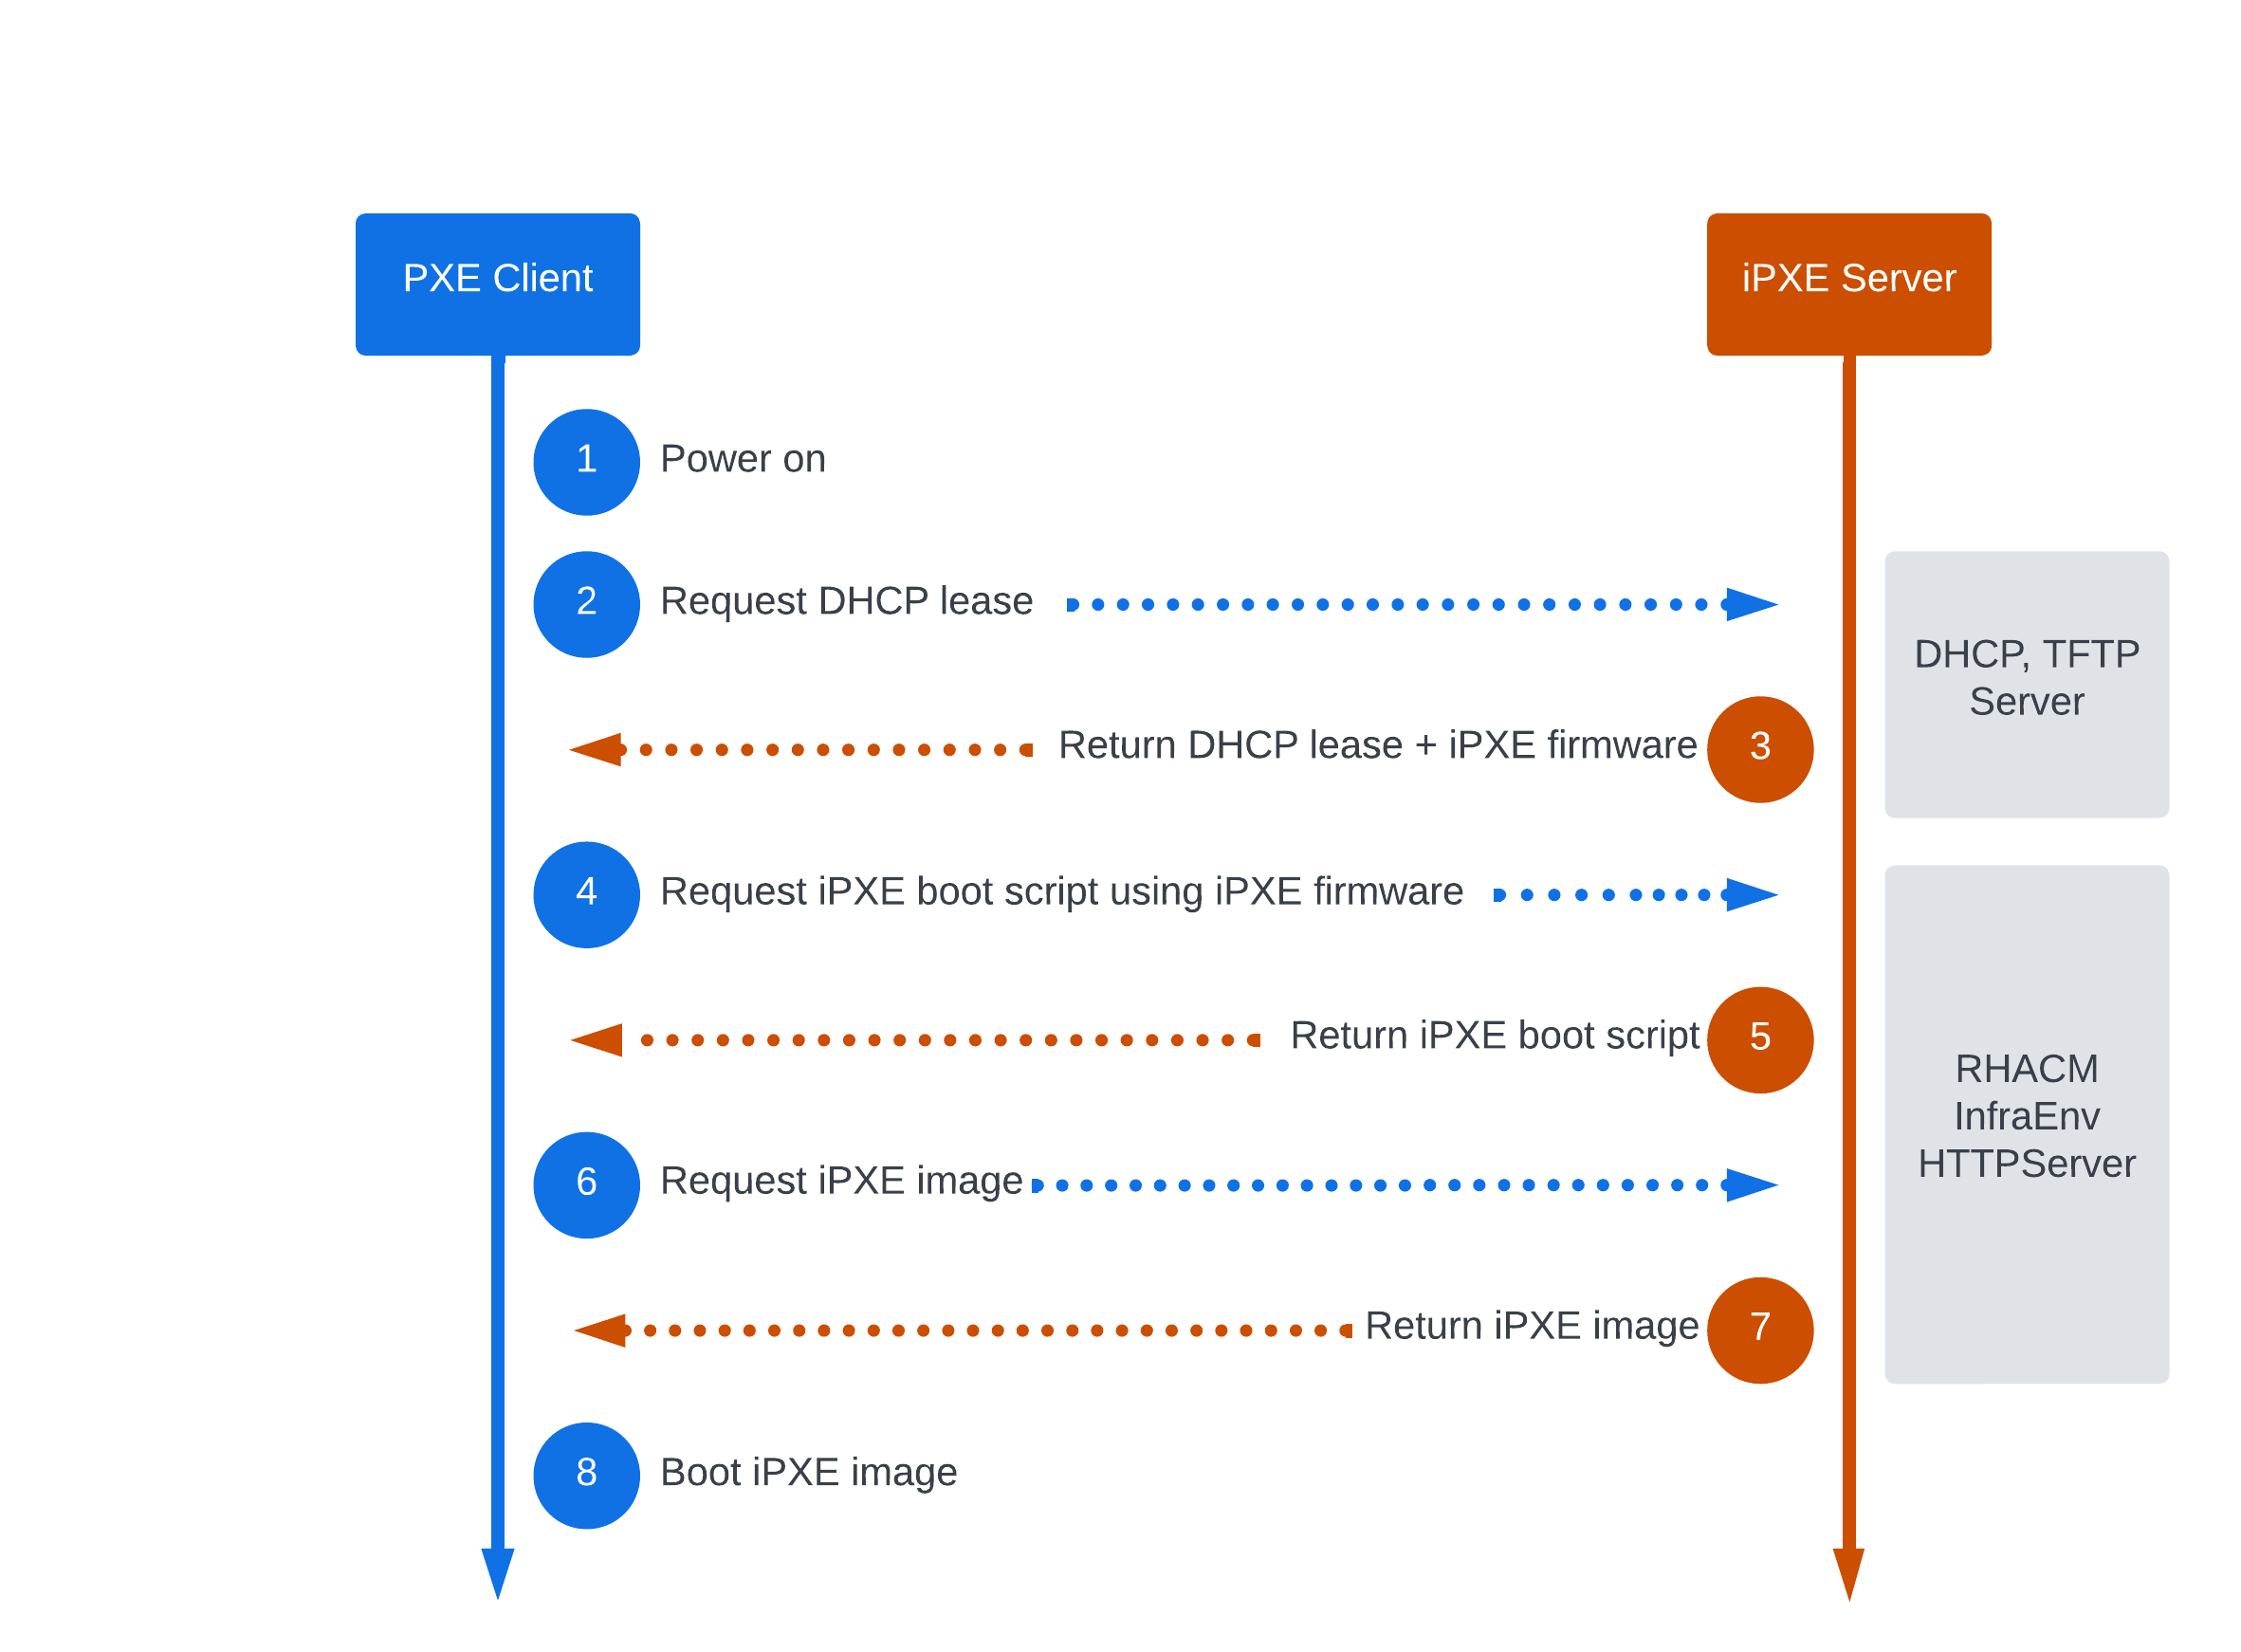 PXE Client
iPXE Server
1
Power on
2
Request DHCP lease
DHCP, TFTP
Server
Return DHCP lease + iPXE firmware
3
4
Request iPXE boot script using iPXE firmware
Return iPXE boot script
5
RHACM
InfraEnv
HTTPServer
6
Request iPXE image
Return iPXE image
7
8
Boot iPXE image